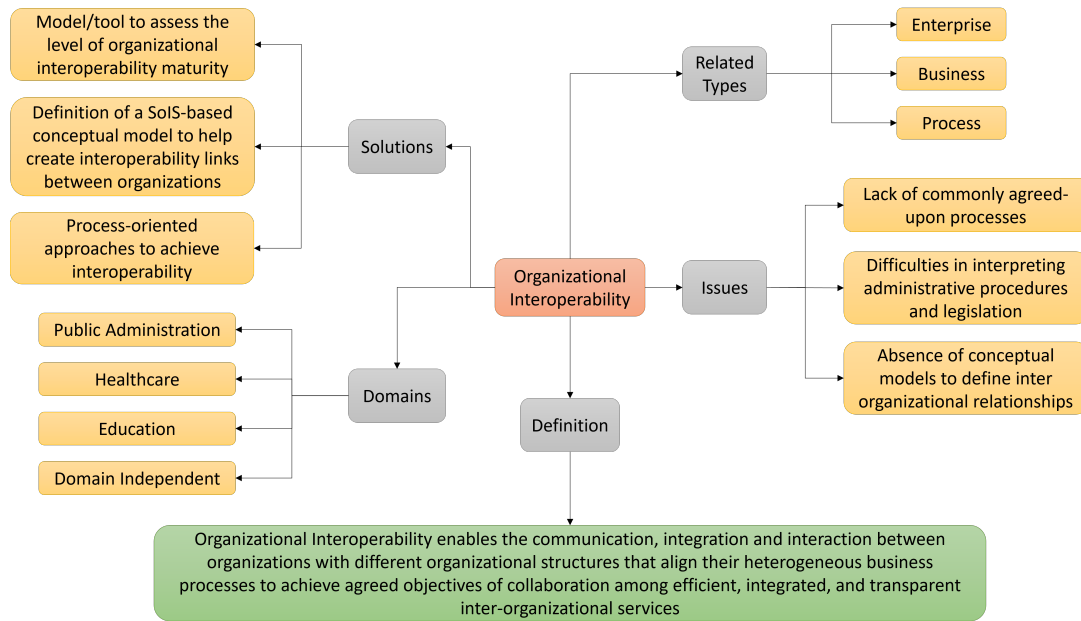 Model/tool to assess the
level of organizational
interoperability maturity
Definition of a SoIS-based
conceptual model to help
create interoperability links
between organizations
Process-oriented
approaches to achieve
interoperability
Solutions
Related
Types
Enterprise
Business
Process
Organizational
Interoperability
Issues
Lack of commonly agreed-
upon processes
Difficulties in interpreting
administrative procedures
and legislation
Absence of conceptual
models to define inter
organizational relationships
Domains
Public Administration
Healthcare
Education
Domain Independent
Definition
Organizational Interoperability enables the communication, integration and interaction between
organizations with different organizational structures that align their heterogeneous business
processes to achieve agreed objectives of collaboration among efficient, integrated, and transparent
inter-organizational services